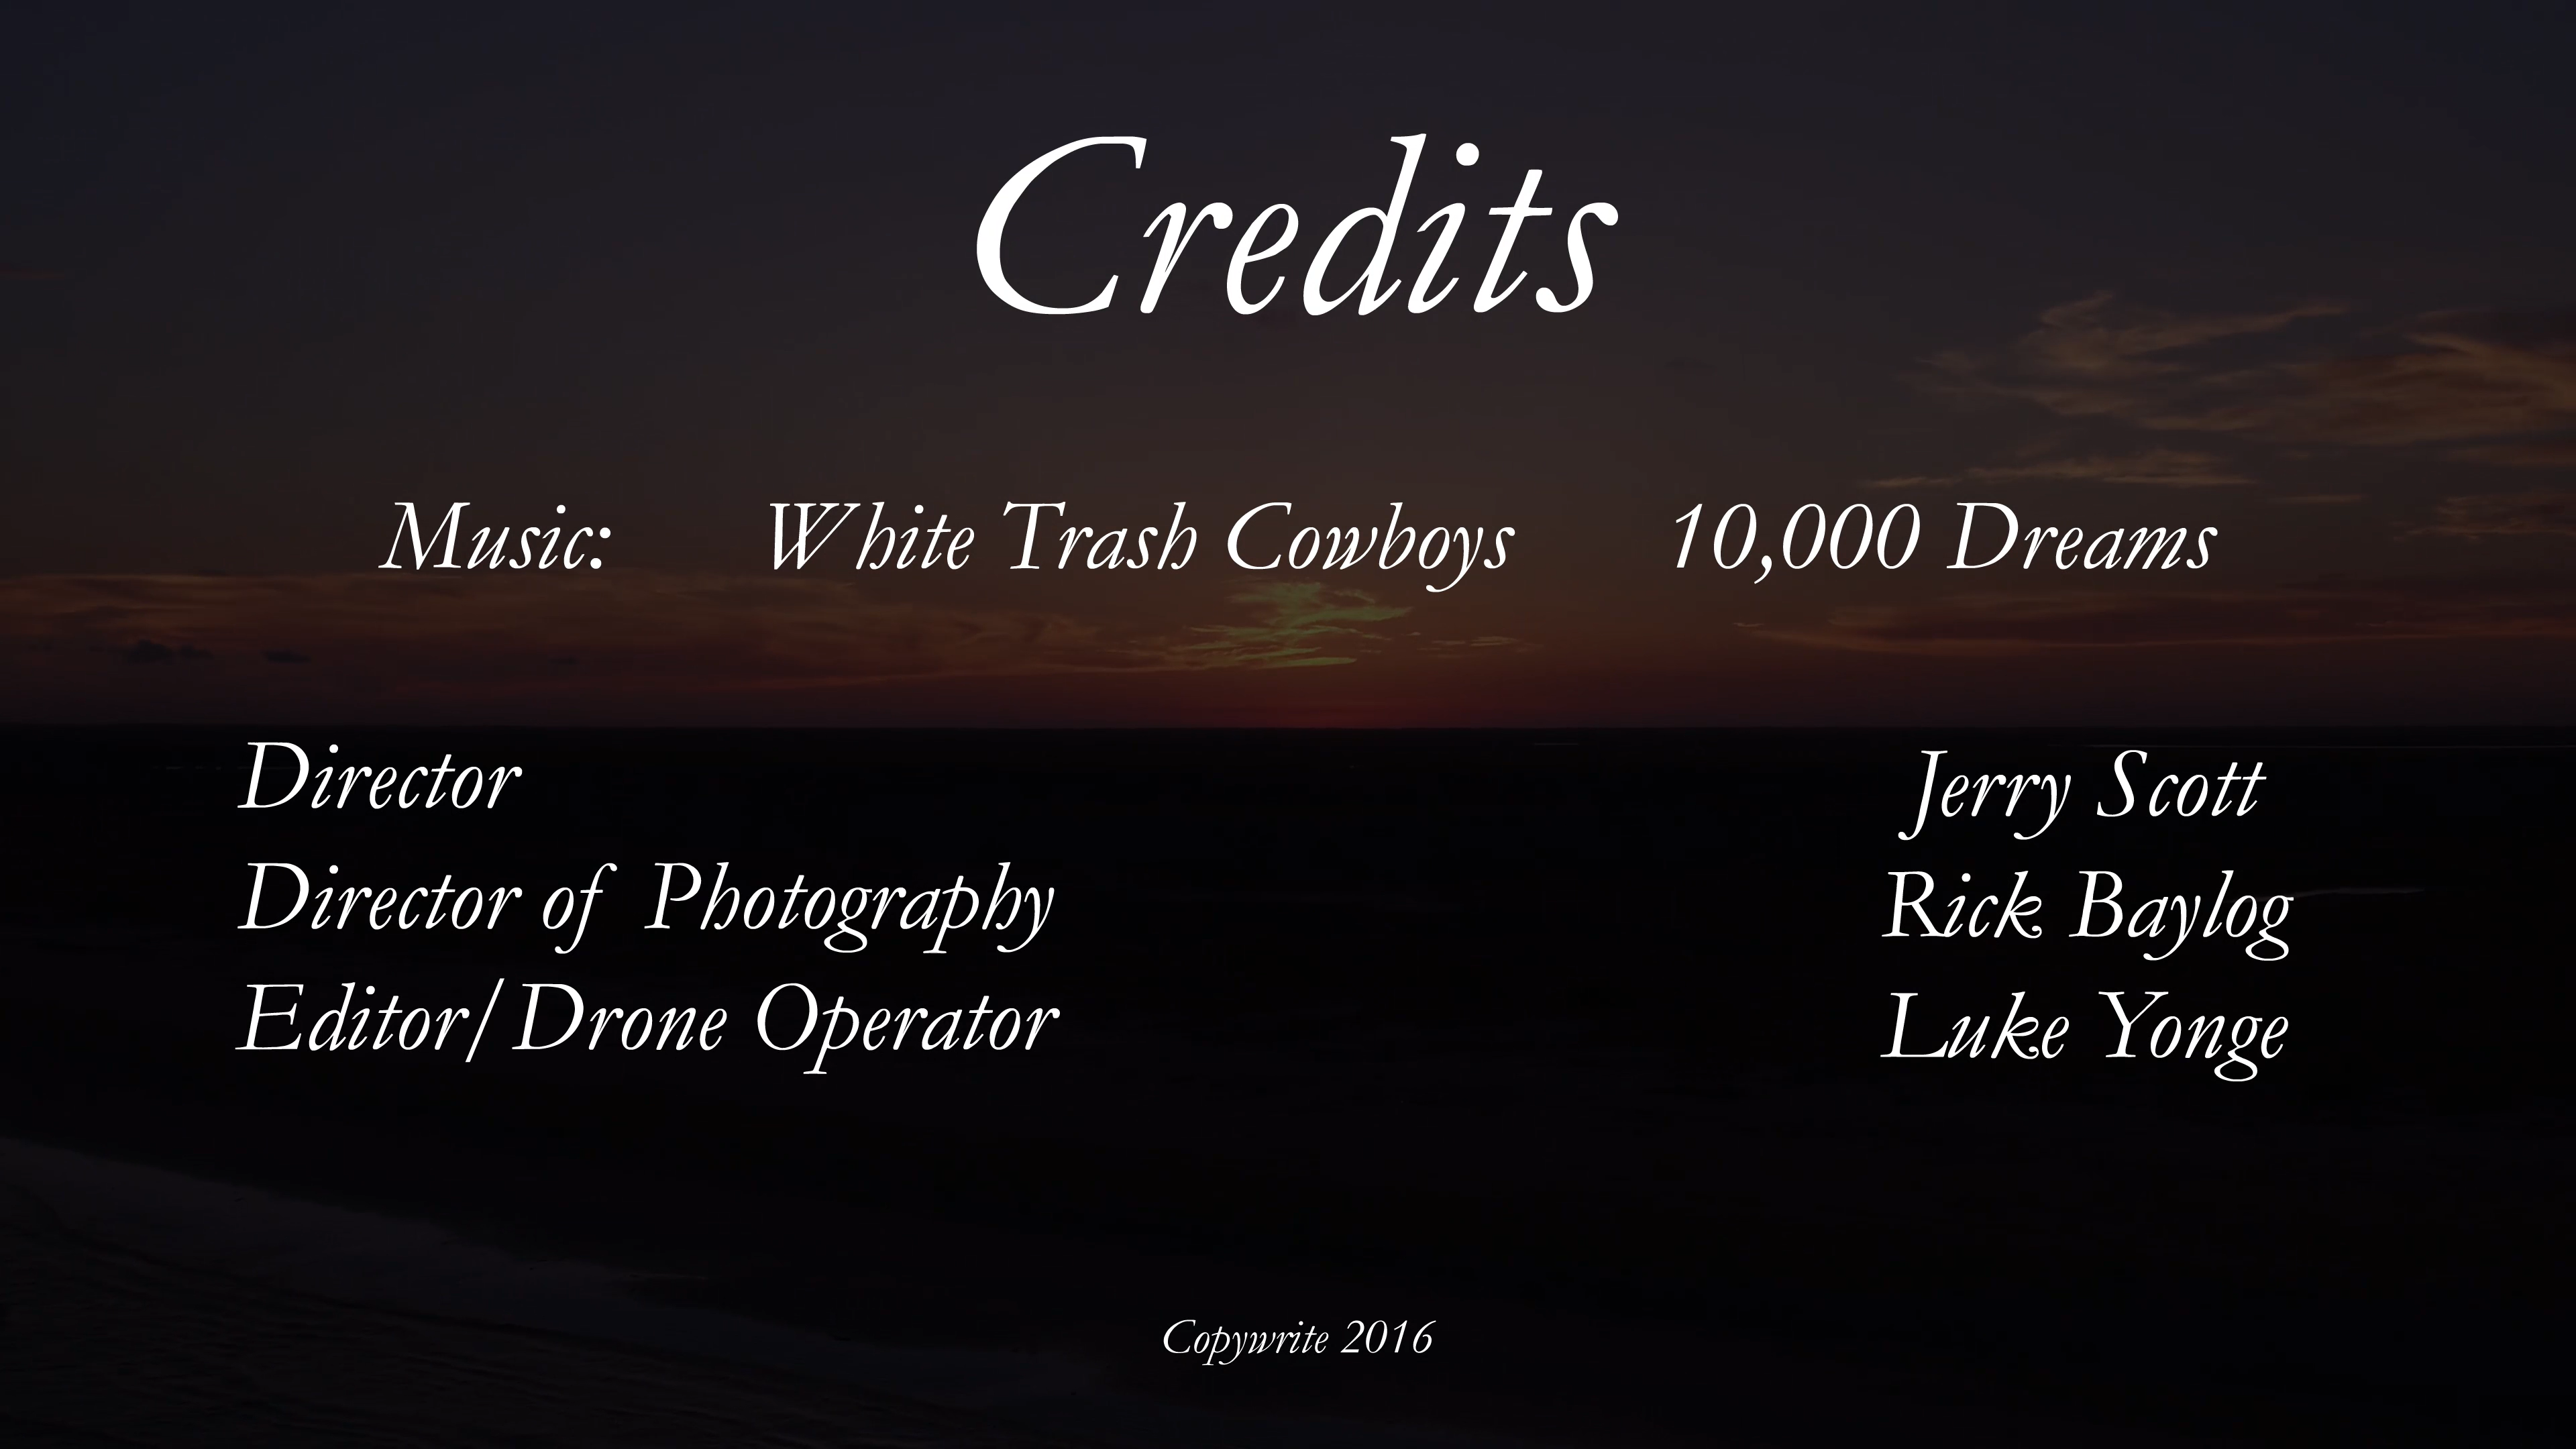 Credits
Music: White Trash Cowboys 10,000 Dreams
Director Jerry Scott
Director of Photography Rick Baylog
Editor/Drone Operator Luke Yonge
Copywrite 2016